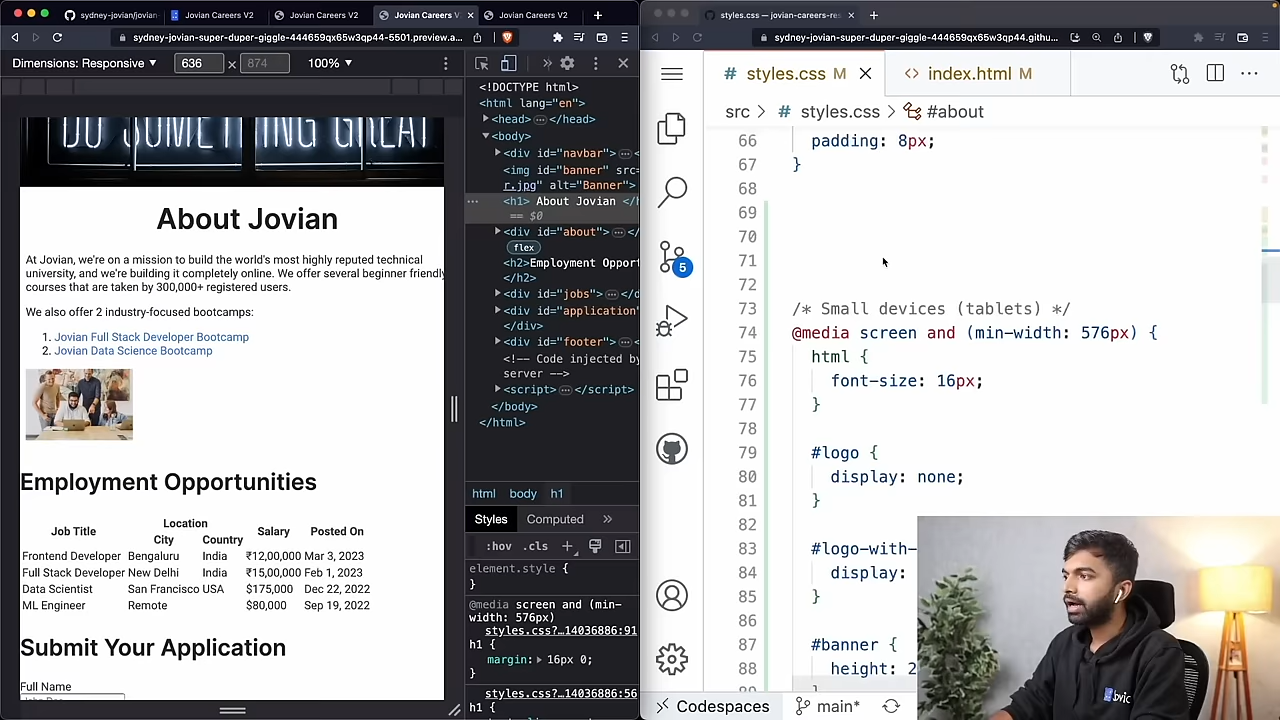 sydney-jovian/jovian-
Jovian Careers V2
Jovian Careers V2
Jovian Careers V
Jovian Careers V2
sydney-jovian-super-duper-giggle-444659qx65w3qp44-5501.preview.a...
Dimensions: Responsive
636
×
874
100%
DO SOMETHING GREAT
About Jovian
At Jovian, we're on a mission to build the world's most highly reputed technical
university, and we're building it completely online. We offer several beginner friendly
courses that are taken by 300,000+ registered users.
We also offer 2 industry-focused bootcamps:
1. Jovian Full Stack Developer Bootcamp
2. Jovian Data Science Bootcamp
Employment Opportunities
Job Title Location Salary Posted On
City Country
Frontend Developer Bengaluru India ₹12,00,000 Mar 3, 2023
Full Stack Developer New Delhi India ₹15,00,000 Feb 1, 2023
Data Scientist San Francisco USA $175,000 Dec 22, 2022
ML Engineer Remote $80,000 Sep 19, 2022
Submit Your Application
Full Name
<!DOCTYPE html>
<html lang="en">
<head> … </head>
<body>
<div id="navbar"> …
<img id="banner" src=
r.jpg" alt="Banner"
<h1> About Jovian </h
== $0
<div id="about"> … </
flex
<h2>Employment Oppor
</h2>
<div id="jobs"> … </d
<div id="application"
</div>
<div id="footer"> … <
<!-- Code injected by
server -->
<script> … </script>
</body>
</html>
html body h1
Styles Computed
:hov .cls
element.style {
}
@media screen and (min-
width: 576px)
styles.css?…14036886:91
h1 {
margin: 16px 0;
}
styles.css?…14036886:56
h1 {
styles.css — jovian-careers-res
sydney-jovian-super-duper-giggle-444659qx65w3qp44.githu...
# styles.css M
<> index.html M
src > # styles.css > #about
66 padding: 8px;
67 }
68
69
70
71
72
73 /* Small devices (tablets) */
74 @media screen and (min-width: 576px) {
75 html {
76 font-size: 16px;
77 }
78
79 #logo {
80 display: none;
81 }
82
83 #logo-with-
84 display:
85 }
86
87 #banner {
88 height: 2
5
Codespaces
main*